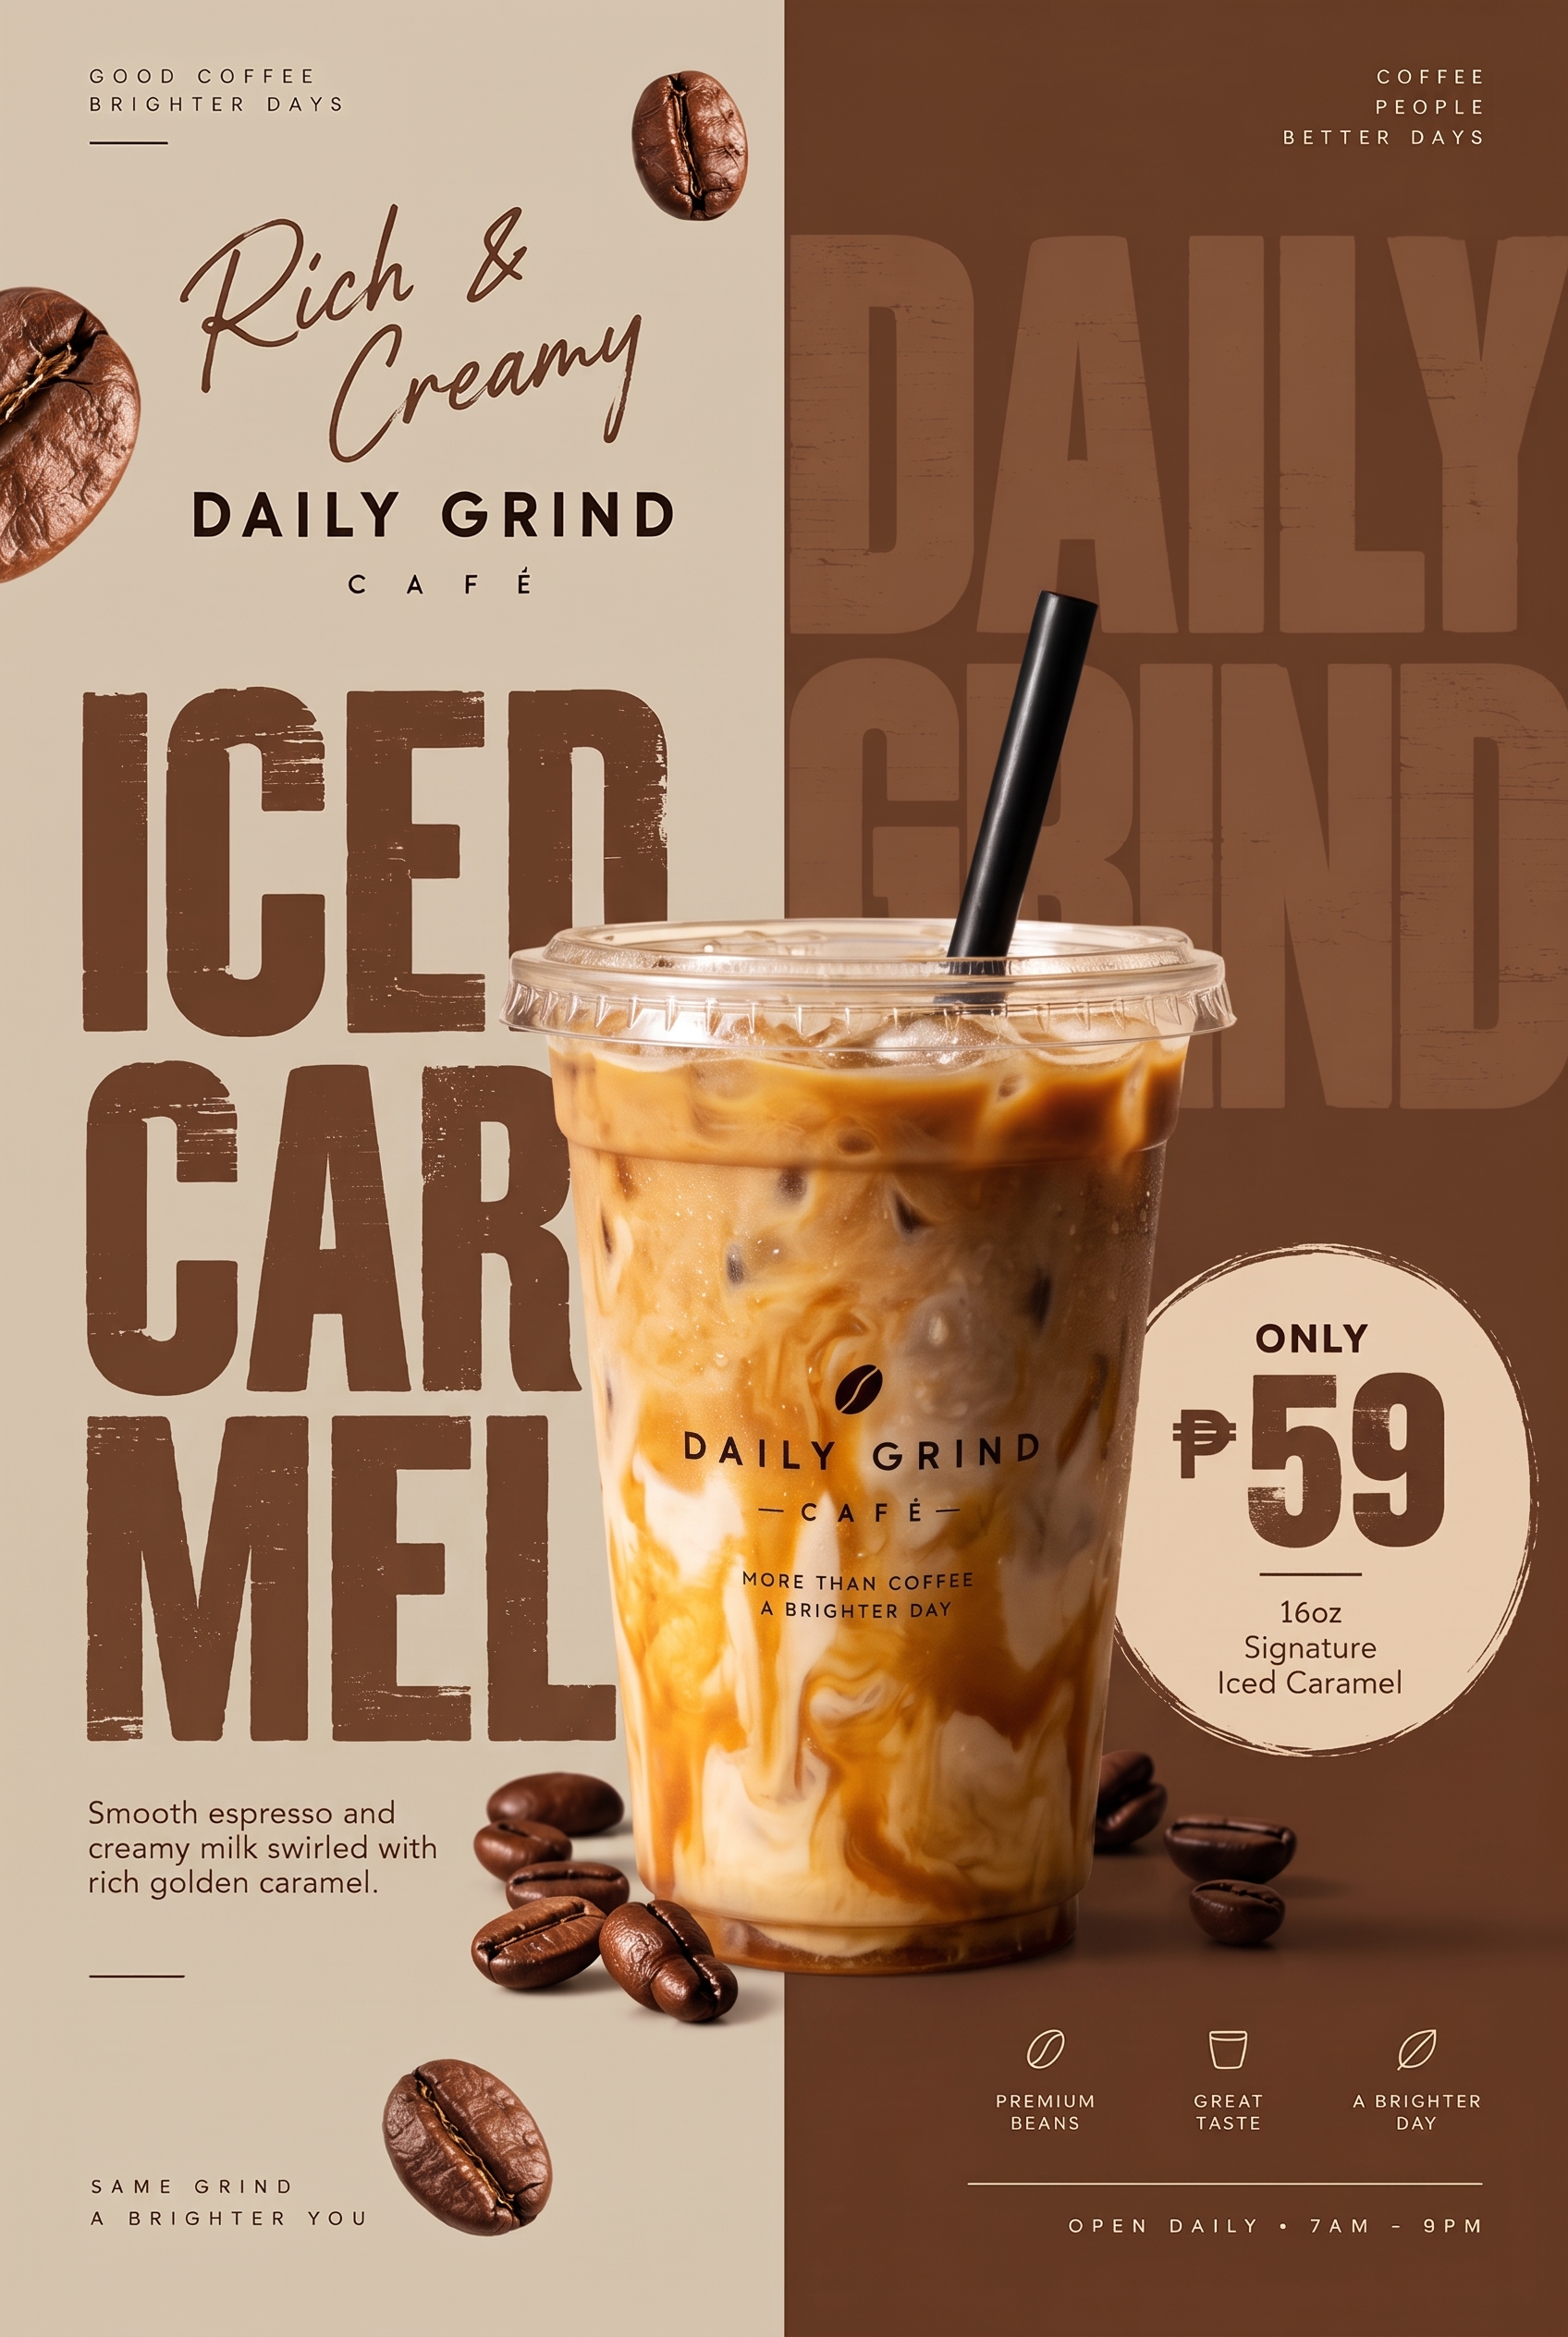 GOOD COFFEE
BRIGHTER DAYS
COFFEE
PEOPLE
BETTER DAYS
Rich &
Creamy
DAILY GRIND
CAFÉ
DAILY
GRIND
ICED
CAR
MEL
DAILY GRIND
— CAFÉ —
MORE THAN COFFEE
A BRIGHTER DAY
ONLY
₱59
16oz
Signature
Iced Caramel
Smooth espresso and
creamy milk swirled with
rich golden caramel.
PREMIUM
BEANS
GREAT
TASTE
A BRIGHTER
DAY
SAME GRIND
A BRIGHTER YOU
OPEN DAILY • 7AM - 9PM